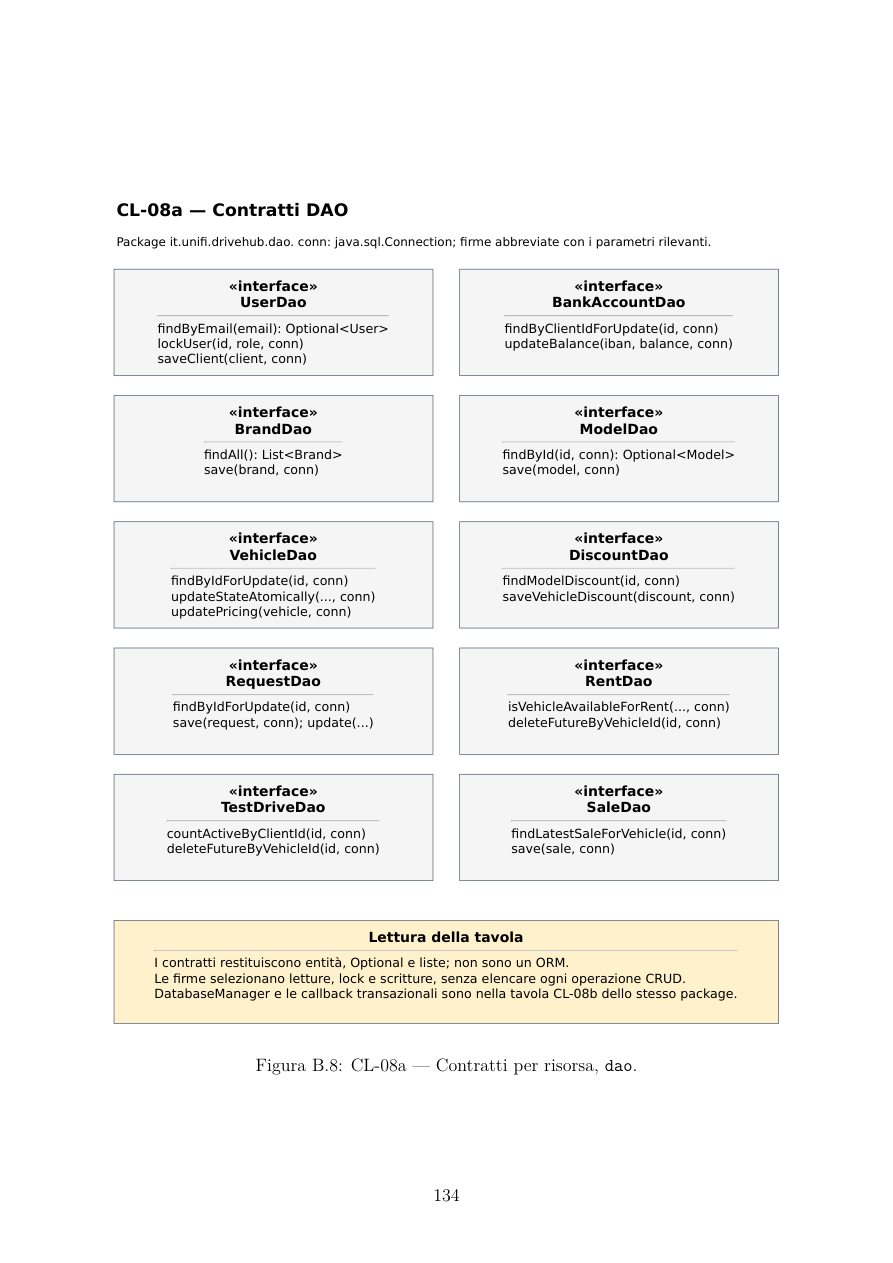 CL-08a — Contratti DAO
Package it.unifi.drivehub.dao. conn: java.sql.Connection; firme abbreviate con i parametri rilevanti.
«interface»
UserDao
findByEmail(email): Optional<User>
lockUser(id, role, conn)
saveClient(client, conn)
«interface»
BankAccountDao
findByClientIdForUpdate(id, conn)
updateBalance(iban, balance, conn)
«interface»
BrandDao
findAll(): List<Brand>
save(brand, conn)
«interface»
ModelDao
findById(id, conn): Optional<Model>
save(model, conn)
«interface»
VehicleDao
findByIdForUpdate(id, conn)
updateStateAtomically(..., conn)
updatePricing(vehicle, conn)
«interface»
DiscountDao
findModelDiscount(id, conn)
saveVehicleDiscount(discount, conn)
«interface»
RequestDao
findByIdForUpdate(id, conn)
save(request, conn); update(...)
«interface»
RentDao
isVehicleAvailableForRent(..., conn)
deleteFutureByVehicleId(id, conn)
«interface»
TestDriveDao
countActiveByClientId(id, conn)
deleteFutureByVehicleId(id, conn)
«interface»
SaleDao
findLatestSaleForVehicle(id, conn)
save(sale, conn)
Lettura della tavola
I contratti restituiscono entità, Optional e liste; non sono un ORM.
Le firme selezionano letture, lock e scritture, senza elencare ogni operazione CRUD.
DatabaseManager e le callback transazionali sono nella tavola CL-08b dello stesso package.
Figura B.8: CL-08a — Contratti per risorsa, dao.
134